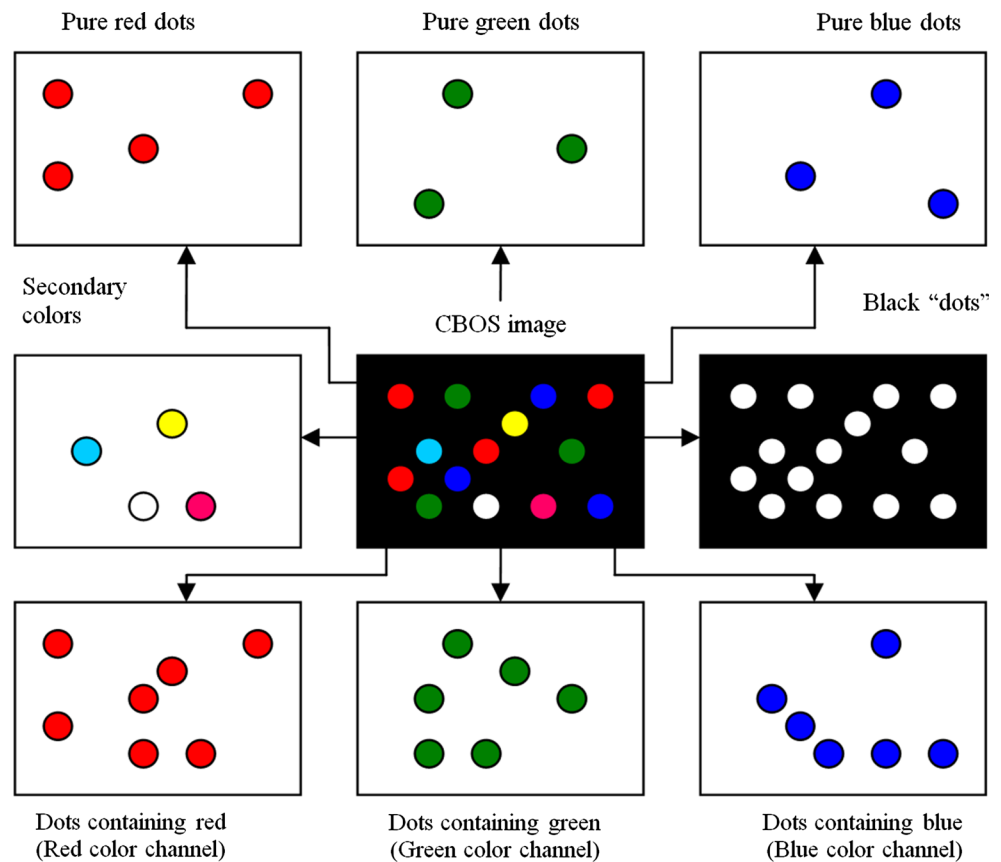 Pure red dots
Pure green dots
Pure blue dots
Secondary
colors
CBOS image
Black “dots”
Dots containing red
(Red color channel)
Dots containing green
(Green color channel)
Dots containing blue
(Blue color channel)